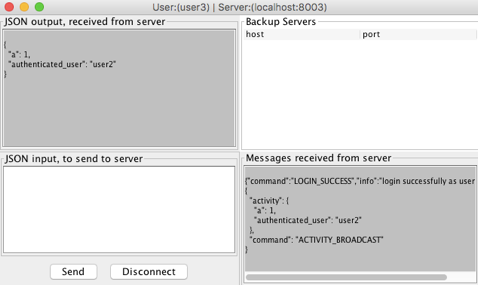 User:(user3) | Server:(localhost:8003)
JSON output, received from server
{
"a": 1,
"authenticated_user": "user2"
}
Backup Servers
host port
JSON input, to send to server
Send Disconnect
Messages received from server
{"command":"LOGIN_SUCCESS","info":"login successfully as user
{
"activity": {
"a": 1,
"authenticated_user": "user2"
},
"command": "ACTIVITY_BROADCAST"
}